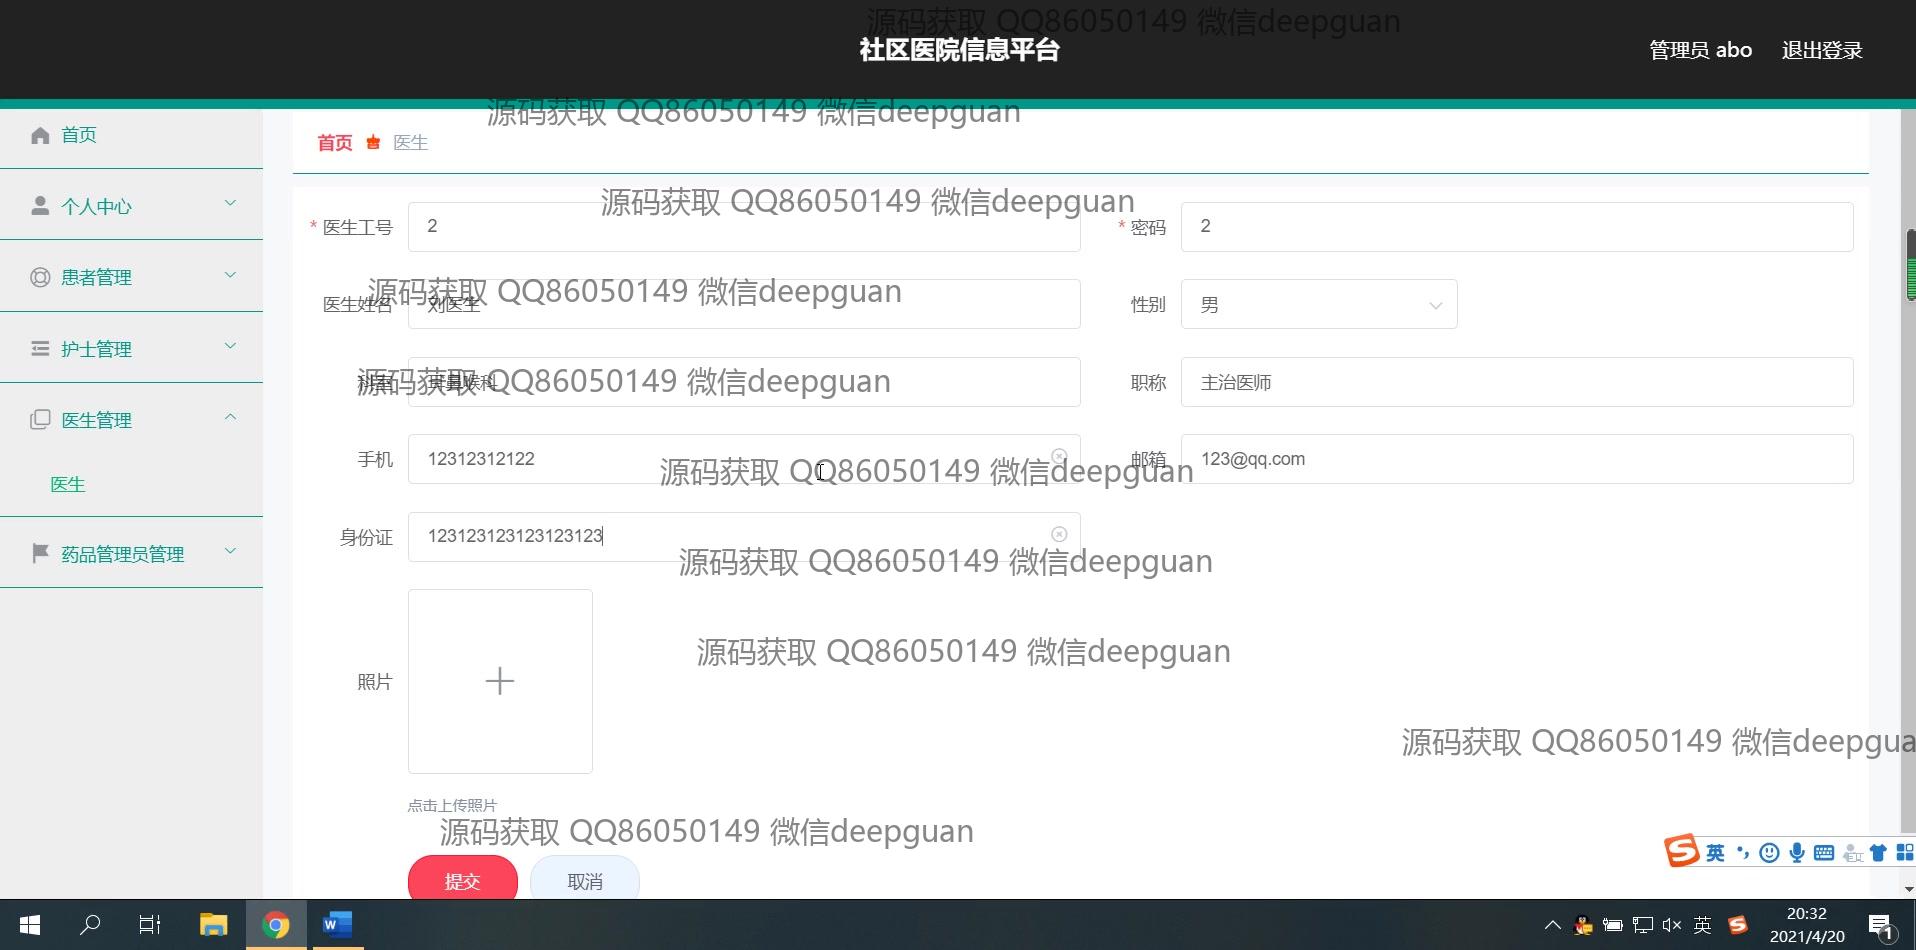 源码获取 QQ86050149 微信deepguan
社区医院信息平台
管理员 abo
退出登录
源码获取 QQ86050149 微信deepguan
首页
首页 医生
个人中心
源码获取 QQ86050149 微信deepguan
* 医生工号 2
* 密码 2
患者管理
源码获取 QQ86050149 微信deepguan
医生姓名 刘医生
性别 男
护士管理
源码获取 QQ86050149 微信deepguan
职称 主治医师
医生管理
手机 12312312122
邮箱 123@qq.com
源码获取 QQ86050149 微信deepguan
医生
身份证 123123123123123123
药品管理员管理
源码获取 QQ86050149 微信deepguan
源码获取 QQ86050149 微信deepguan
照片
源码获取 QQ86050149 微信deepgua
点击上传照片
源码获取 QQ86050149 微信deepguan
提交
取消
英
英
20:32
2021/4/20
1